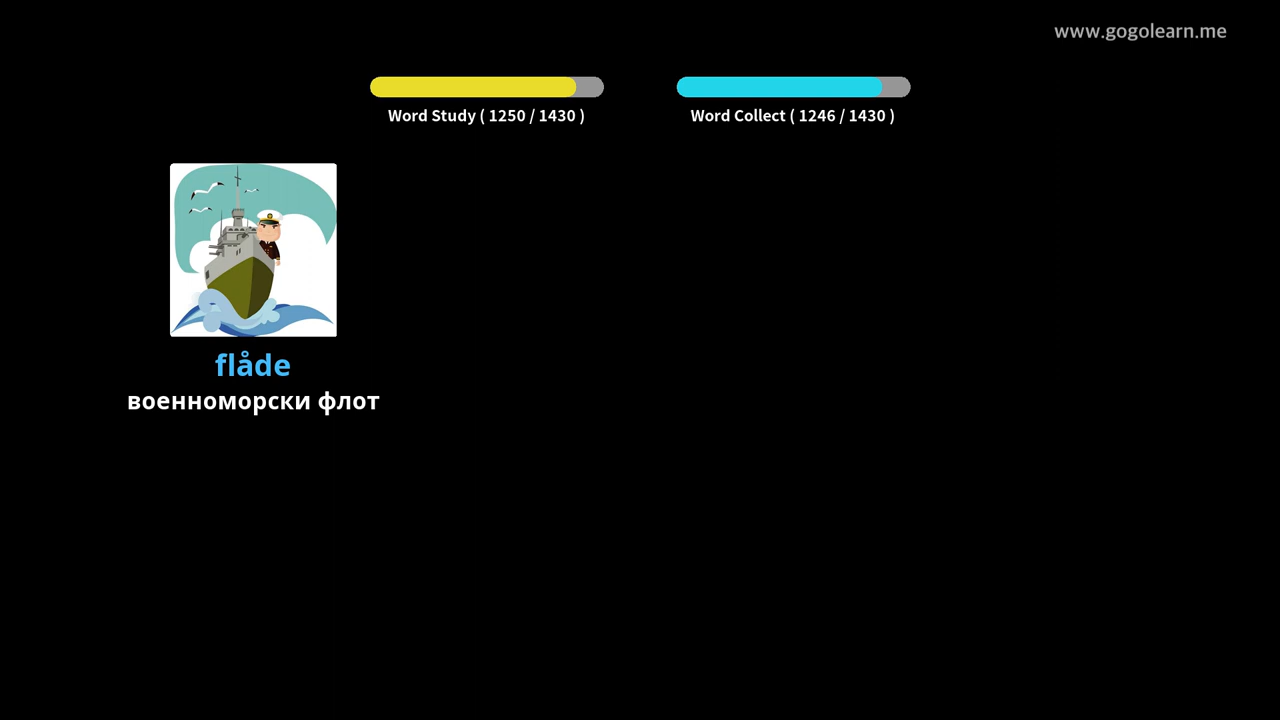 www.gogolearn.me
Word Study ( 1250 / 1430 )
Word Collect ( 1246 / 1430 )
flåde
военноморски флот